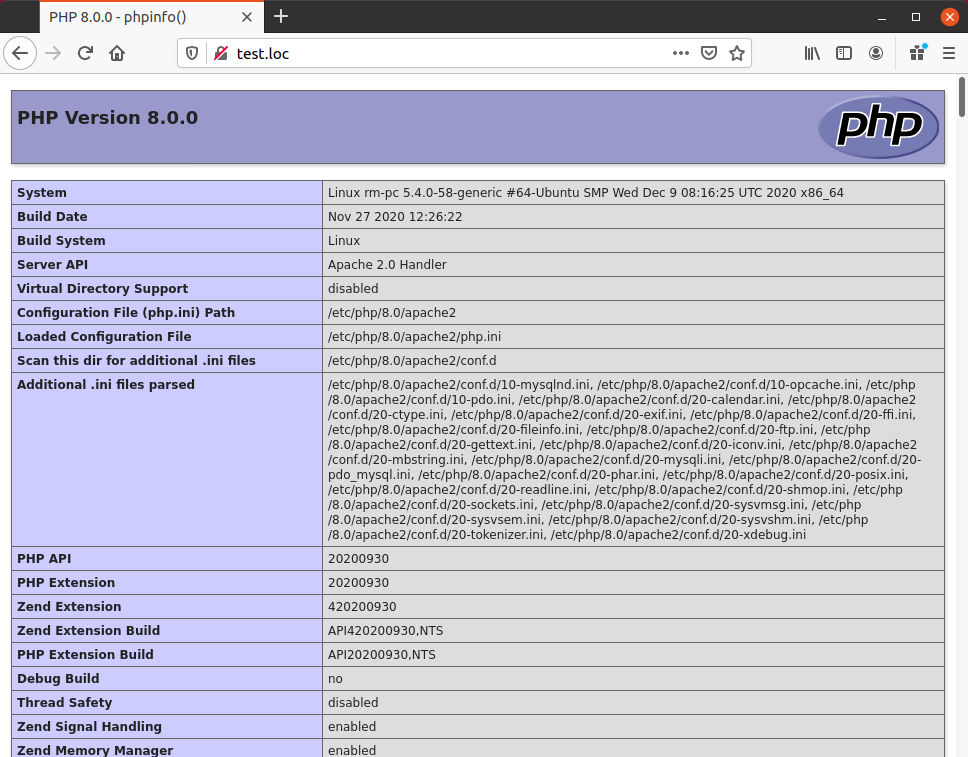 PHP 8.0.0 - phpinfo()
test.loc
PHP Version 8.0.0
php
System Linux rm-pc 5.4.0-58-generic #64-Ubuntu SMP Wed Dec 9 08:16:25 UTC 2020 x86_64
Build Date Nov 27 2020 12:26:22
Build System Linux
Server API Apache 2.0 Handler
Virtual Directory Support disabled
Configuration File (php.ini) Path /etc/php/8.0/apache2
Loaded Configuration File /etc/php/8.0/apache2/php.ini
Scan this dir for additional .ini files /etc/php/8.0/apache2/conf.d
Additional .ini files parsed /etc/php/8.0/apache2/conf.d/10-mysqlnd.ini, /etc/php/8.0/apache2/conf.d/10-opcache.ini, /etc/php
/8.0/apache2/conf.d/10-pdo.ini, /etc/php/8.0/apache2/conf.d/20-calendar.ini, /etc/php/8.0/apache2
/conf.d/20-ctype.ini, /etc/php/8.0/apache2/conf.d/20-exif.ini, /etc/php/8.0/apache2/conf.d/20-ffi.ini,
/etc/php/8.0/apache2/conf.d/20-fileinfo.ini, /etc/php/8.0/apache2/conf.d/20-ftp.ini, /etc/php
/8.0/apache2/conf.d/20-gettext.ini, /etc/php/8.0/apache2/conf.d/20-iconv.ini, /etc/php/8.0/apache2
/conf.d/20-mbstring.ini, /etc/php/8.0/apache2/conf.d/20-mysqli.ini, /etc/php/8.0/apache2/conf.d/20-
pdo_mysql.ini, /etc/php/8.0/apache2/conf.d/20-phar.ini, /etc/php/8.0/apache2/conf.d/20-posix.ini,
/etc/php/8.0/apache2/conf.d/20-readline.ini, /etc/php/8.0/apache2/conf.d/20-shmop.ini, /etc/php
/8.0/apache2/conf.d/20-sockets.ini, /etc/php/8.0/apache2/conf.d/20-sysvmsg.ini, /etc/php
/8.0/apache2/conf.d/20-sysvsem.ini, /etc/php/8.0/apache2/conf.d/20-sysvshm.ini, /etc/php
/8.0/apache2/conf.d/20-tokenizer.ini, /etc/php/8.0/apache2/conf.d/20-xdebug.ini
PHP API 20200930
PHP Extension 20200930
Zend Extension 420200930
Zend Extension Build API420200930,NTS
PHP Extension Build API20200930,NTS
Debug Build no
Thread Safety disabled
Zend Signal Handling enabled
Zend Memory Manager enabled